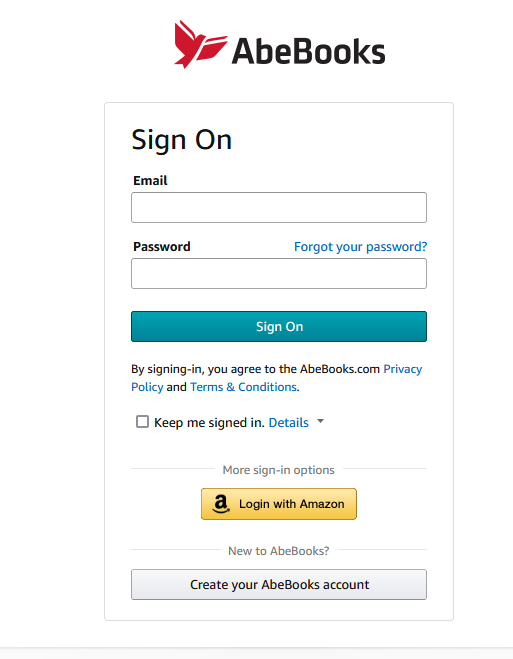 AbeBooks
Sign On
Email
Password Forgot your password?
Sign On
By signing-in, you agree to the AbeBooks.com Privacy
Policy and Terms & Conditions.
Keep me signed in. Details
More sign-in options
a Login with Amazon
New to AbeBooks?
Create your AbeBooks account